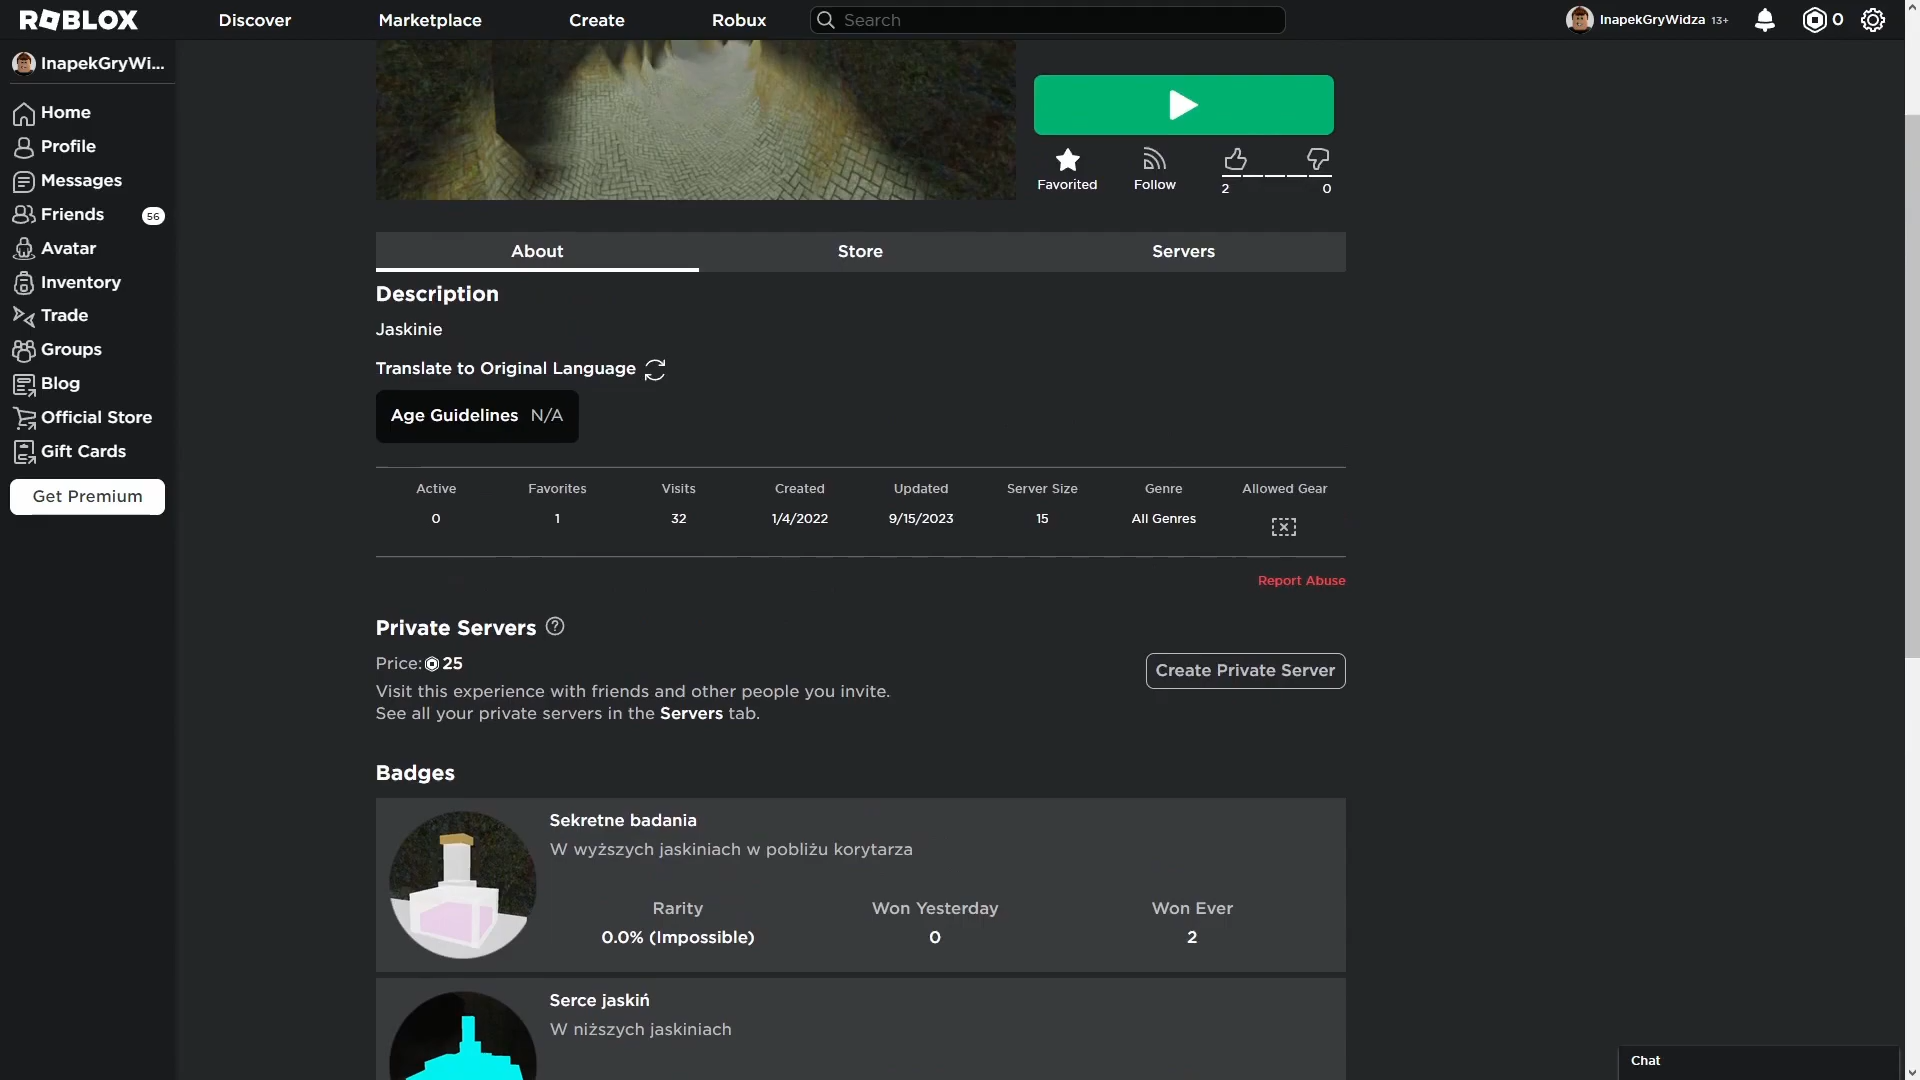 ROBLOX Discover Marketplace Create Robux Search InapekGryWidza 13+ 0
InapekGryWi...
Home
Profile
Messages
Friends 56
Avatar
Inventory
Trade
Groups
Blog
Official Store
Gift Cards
Get Premium
Favorited Follow 2 0
About Store Servers
Description
Jaskinie
Translate to Original Language
Age Guidelines N/A
Active Favorites Visits Created Updated Server Size Genre Allowed Gear
0 1 32 1/4/2022 9/15/2023 15 All Genres
Report Abuse
Private Servers
Price: 25
Create Private Server
Visit this experience with friends and other people you invite.
See all your private servers in the Servers tab.
Badges
Sekretne badania
W wyższych jaskiniach w pobliżu korytarza
Rarity Won Yesterday Won Ever
0.0% (Impossible) 0 2
Serce jaskiń
W niższych jaskiniach
Chat